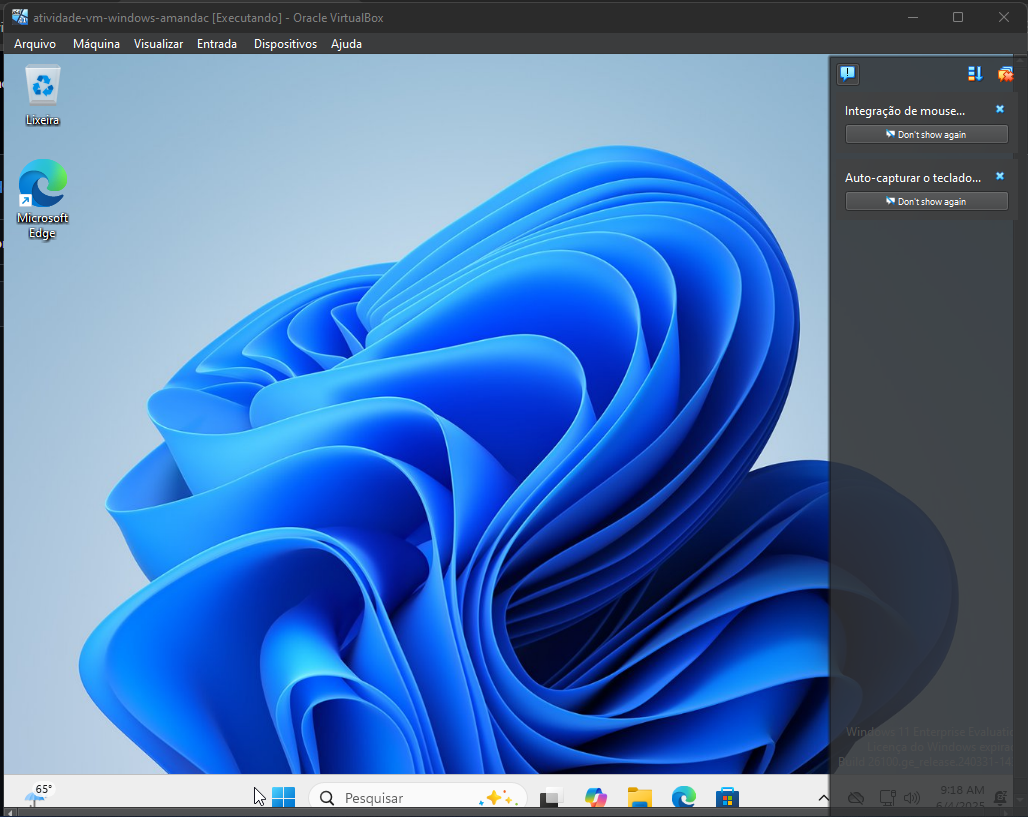 atividade-vm-windows-amandac [Executando] - Oracle VirtualBox
Arquivo Máquina Visualizar Entrada Dispositivos Ajuda
Lixeira
Microsoft
Edge
Integração de mouse...
Don't show again
Auto-capturar o teclado...
Don't show again
Windows 11 Enterprise Evaluatio
Licença do Windows expira
Build 26100.ge_release.240331-14
65°
Pesquisar
9:18 AM
6/4/2025